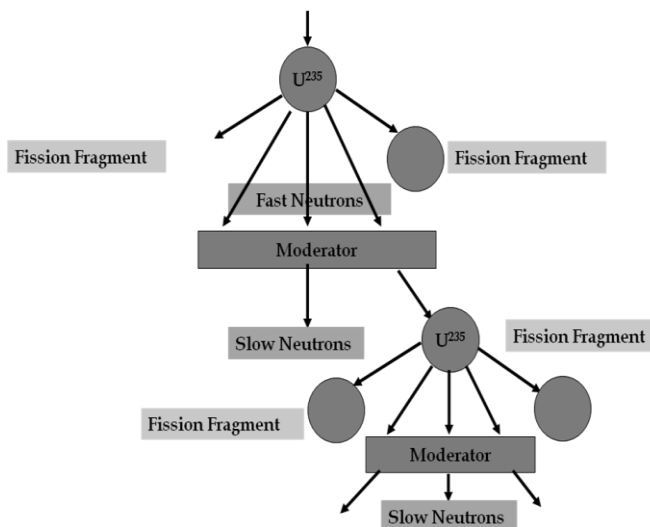 U²³⁵
Fission Fragment
Fission Fragment
Fast Neutrons
Moderator
Slow Neutrons
U²³⁵
Fission Fragment
Fission Fragment
Moderator
Slow Neutrons